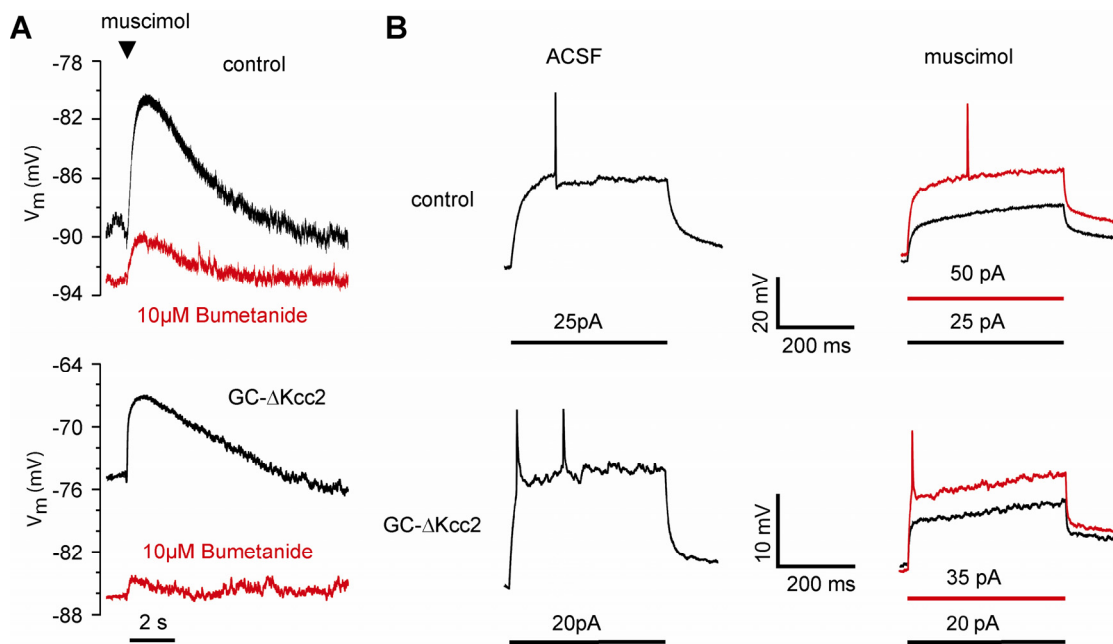 A
muscimol
control
-78
-82
-86
-90
-94
Vm (mV)
10µM Bumetanide
-64
-70
-76
-82
-88
Vm (mV)
GC-ΔKcc2
10µM Bumetanide
2 s
B
ACSF
muscimol
control
25pA
20 mV
200 ms
50 pA
25 pA
GC-ΔKcc2
20pA
10 mV
200 ms
35 pA
20 pA